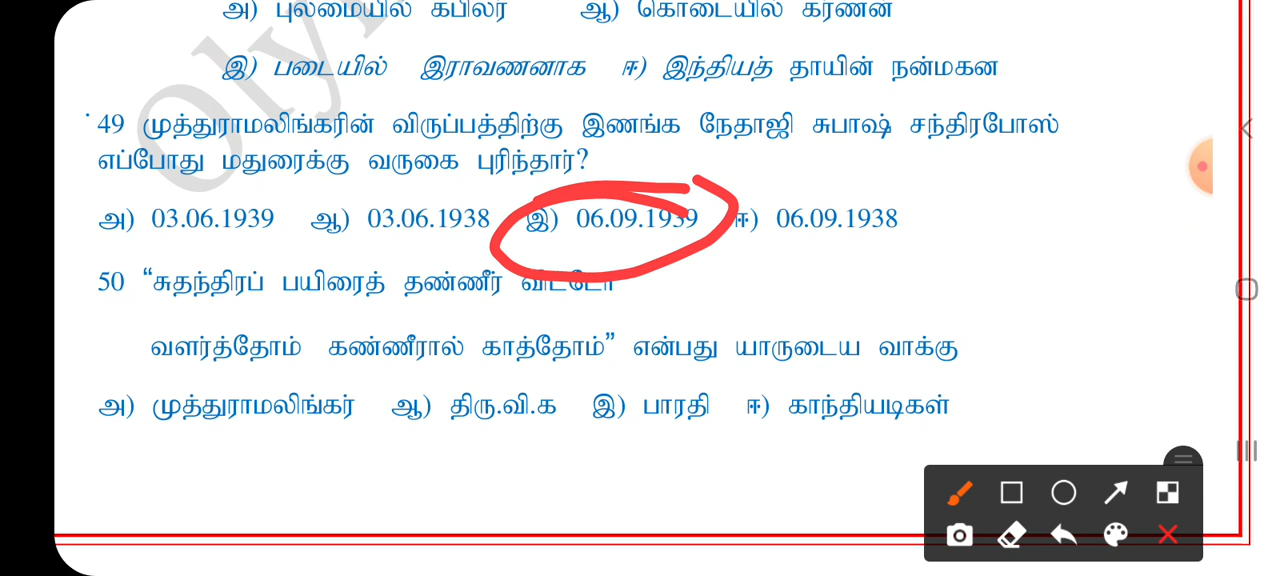 அ) புலமையில் கபிலர் ஆ) கொடையில் கர்ணன்
இ) படையில் இராவணனாக ஈ) இந்தியத் தாயின் நன்மகன
49 முத்துராமலிங்கரின் விருப்பத்திற்கு இணங்க நேதாஜி சுபாஷ் சந்திரபோஸ்
எப்போது மதுரைக்கு வருகை புரிந்தார்?
அ) 03.06.1939 ஆ) 03.06.1938 இ) 06.09.1939 ஈ) 06.09.1938
50 “சுதந்திரப் பயிரைத் தண்ணீர் விட்டோ
வளர்த்தோம் கண்ணீரால் காத்தோம்” என்பது யாருடைய வாக்கு
அ) முத்துராமலிங்கர் ஆ) திரு.வி.க இ) பாரதி ஈ) காந்தியடிகள்